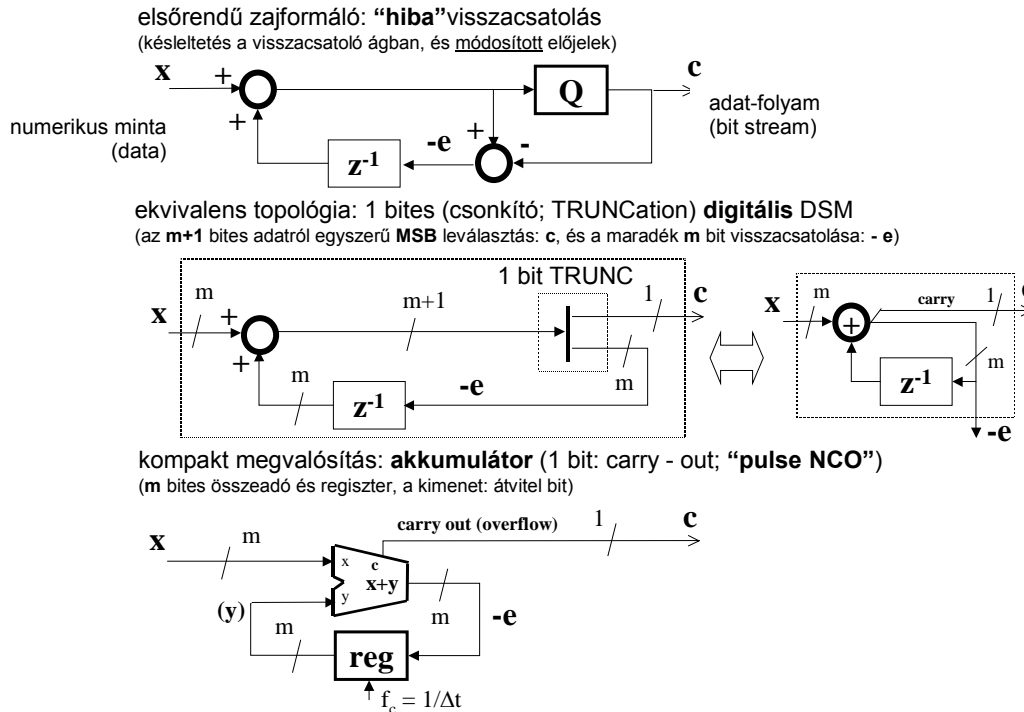 elsőrendű zajformáló: “hiba”visszacsatolás
(késleltetés a visszacsatoló ágban, és módosított előjelek)
x
+
+
Q
c
numerikus minta
(data)
adat-folyam
(bit stream)
z-1
-e
+
-
ekvivalens topológia: 1 bites (csonkító; TRUNCation) digitális DSM
(az m+1 bites adatról egyszerű MSB leválasztás: c, és a maradék m bit visszacsatolása: - e)
1 bit TRUNC
x
m
+
+
m+1
1
c
m
m
z-1
-e
x
m
+
carry
1
c
m
z-1
-e
kompakt megvalósítás: akkumulátor (1 bit: carry - out; “pulse NCO”)
(m bites összeadó és regiszter, a kimenet: átvitel bit)
carry out (overflow)
1
c
x
m
x
c
x+y
y
(y)
m
m
-e
reg
fc = 1/Δt